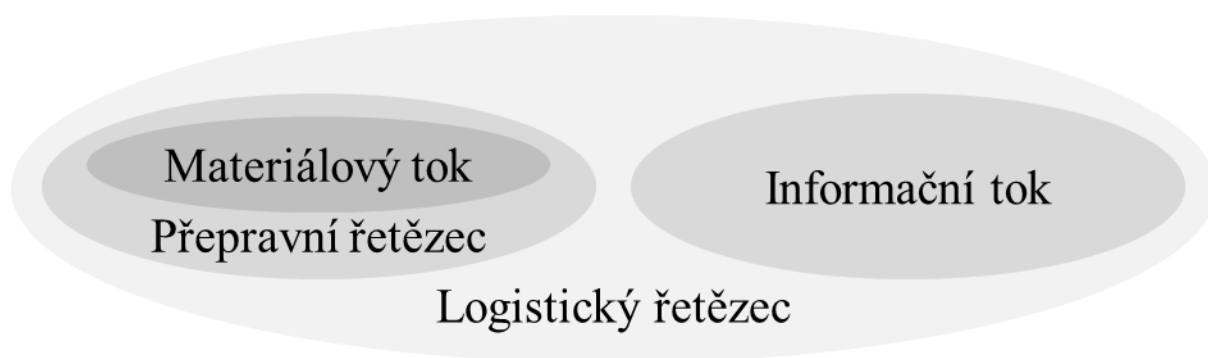 Materiálový tok
Informační tok
Přepravní řetězec
Logistický řetězec